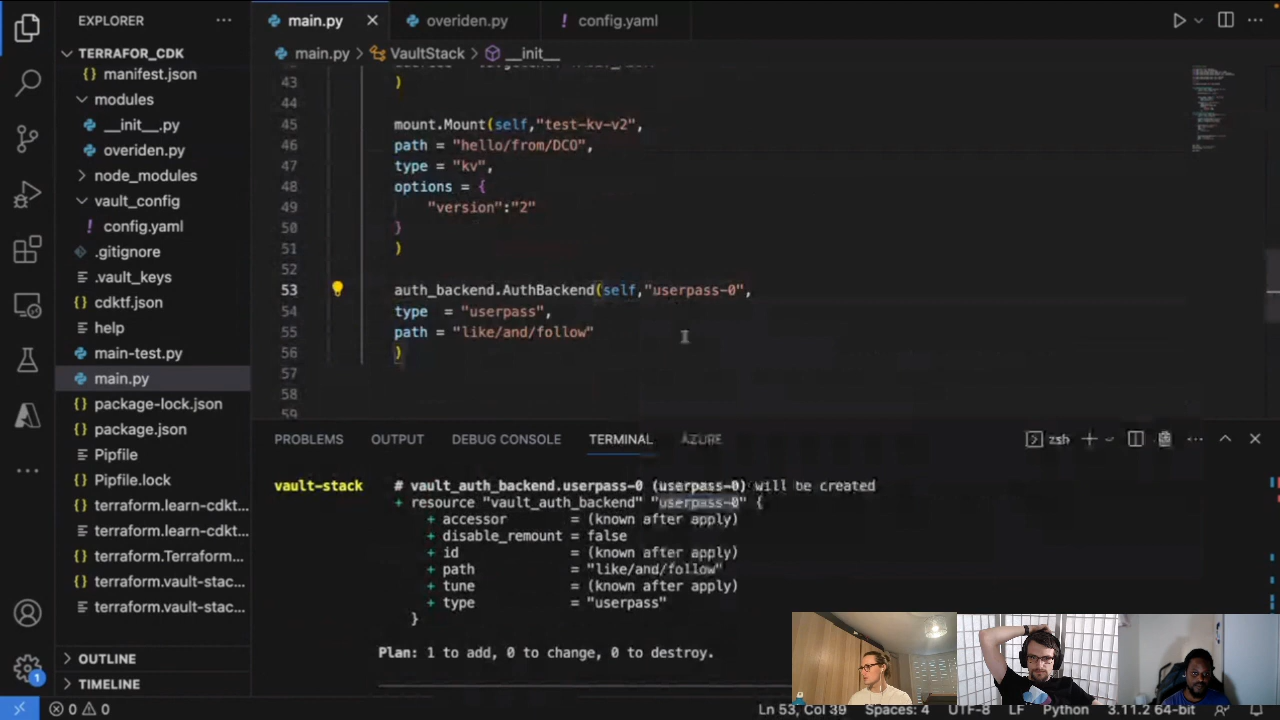 EXPLORER
TERRAFOR_CDK
manifest.json
modules
__init__.py
overiden.py
node_modules
vault_config
config.yaml
.gitignore
.vault_keys
cdktf.json
help
main-test.py
main.py
package-lock.json
package.json
Pipfile
Pipfile.lock
terraform.learn-cdkt...
terraform.learn-cdkt...
terraform.Terraform...
terraform.vault-stac...
terraform.vault-stac...
OUTLINE
TIMELINE
1
main.py
overiden.py
config.yaml
main.py > VaultStack > __init__
43 )
44
45 mount.Mount(self,"test-kv-v2",
46 path = "hello/from/DCO",
47 type = "kv",
48 options = {
49 "version":"2"
50 }
51 )
52
53 auth_backend.AuthBackend(self,"userpass-0",
54 type = "userpass",
55 path = "like/and/follow"
56 )
57
58
59
PROBLEMS OUTPUT DEBUG CONSOLE TERMINAL AZURE
zsh
vault-stack # vault_auth_backend.userpass-0 (userpass-0) will be created
+ resource "vault_auth_backend" "userpass-0" {
+ accessor = (known after apply)
+ disable_remount = false
+ id = (known after apply)
+ path = "like/and/follow"
+ tune = (known after apply)
+ type = "userpass"
}
Plan: 1 to add, 0 to change, 0 to destroy.
0 0 Ln 53, Col 39 Spaces: 4 UTF-8 LF Python 3.11.2 64-bit